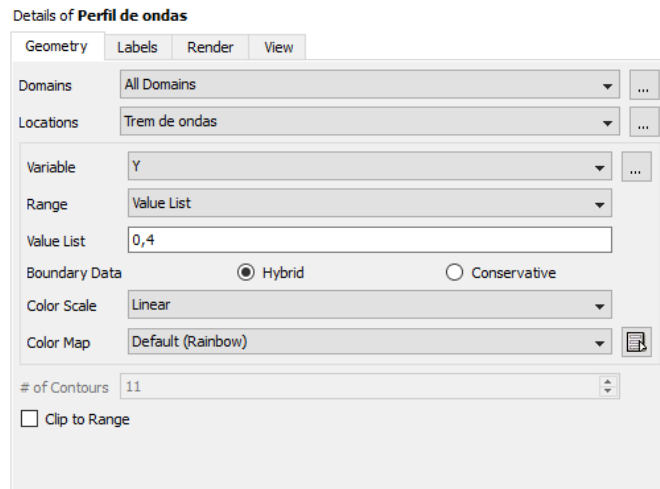 Details of Perfil de ondas
Geometry Labels Render View
Domains All Domains ...
Locations Trem de ondas ...
Variable Y ...
Range Value List
Value List 0,4
Boundary Data Hybrid Conservative
Color Scale Linear
Color Map Default (Rainbow)
# of Contours 11
Clip to Range